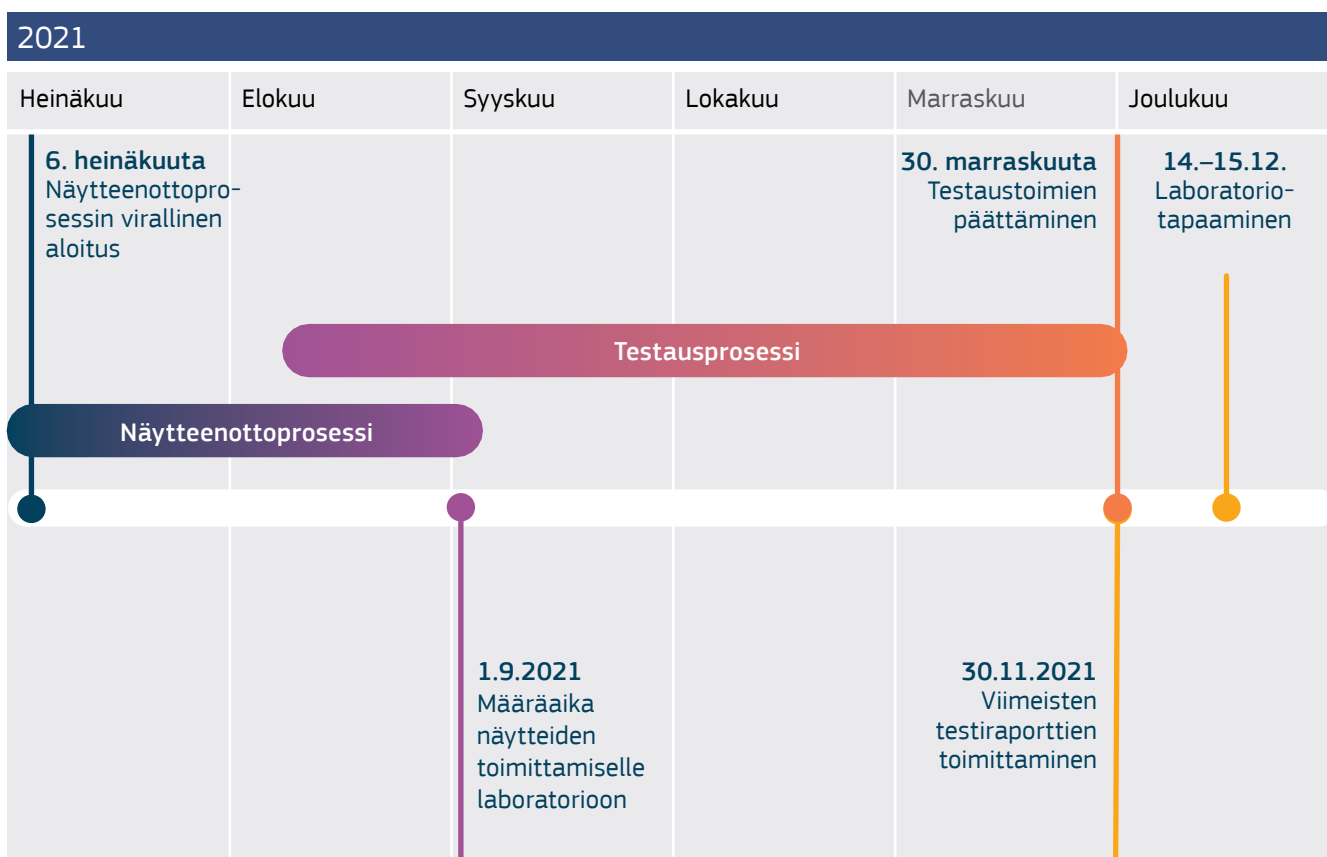 2021
Heinäkuu
Elokuu
Syyskuu
Lokakuu
Marraskuu
Joulukuu
6. heinäkuuta
Näytteenottopro-
sessin virallinen
aloitus
30. marraskuuta
Testaustoimien
päättäminen
14.–15.12.
Laboratorio-
tapaaminen
Testausprosessi
Näytteenottoprosessi
1.9.2021
Määräaika
näytteiden
toimittamiselle
laboratorioon
30.11.2021
Viimeisten
testiraporttien
toimittaminen